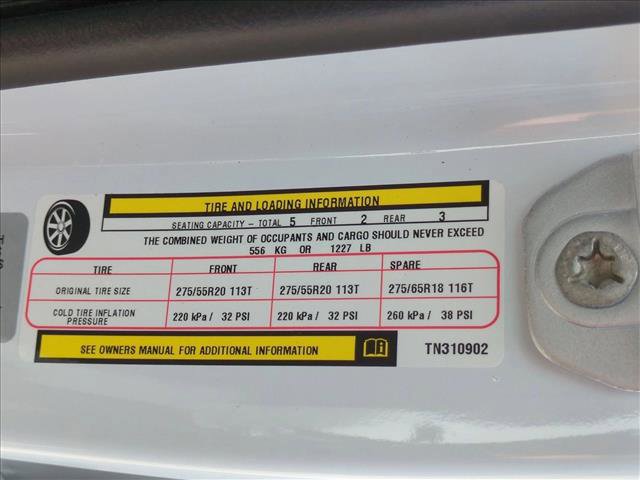 TIRE AND LOADING INFORMATION
SEATING CAPACITY – TOTAL 5 FRONT 2 REAR 3
THE COMBINED WEIGHT OF OCCUPANTS AND CARGO SHOULD NEVER EXCEED
556 KG OR 1227 LB
TIRE FRONT REAR SPARE
ORIGINAL TIRE SIZE 275/55R20 113T 275/55R20 113T 275/65R18 116T
COLD TIRE INFLATION PRESSURE 220 kPa / 32 PSI 220 kPa / 32 PSI 260 kPa / 38 PSI
SEE OWNERS MANUAL FOR ADDITIONAL INFORMATION TN310902